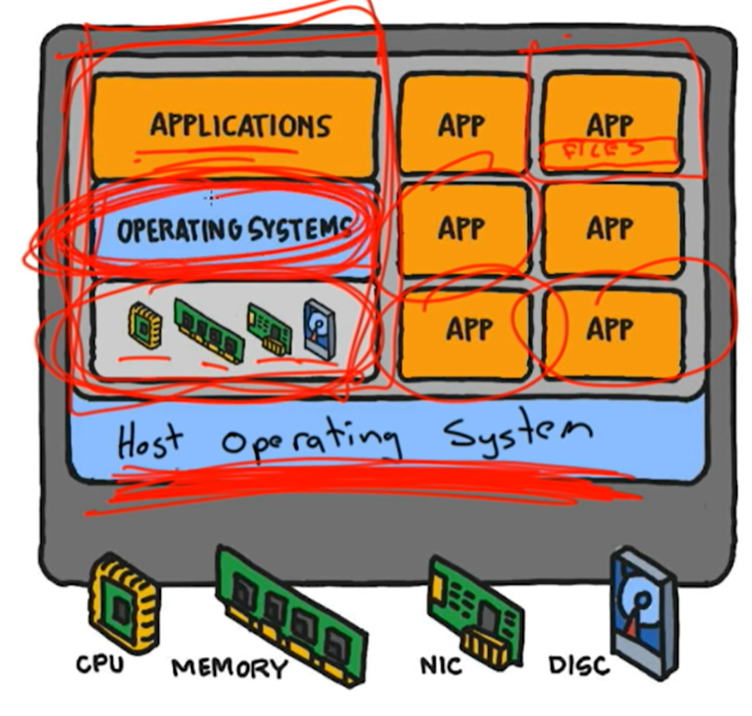 APPLICATIONS
APP
APP
FILES
OPERATING SYSTEMS
APP
APP
APP
APP
Host Operating System
CPU
MEMORY
NIC
DISC